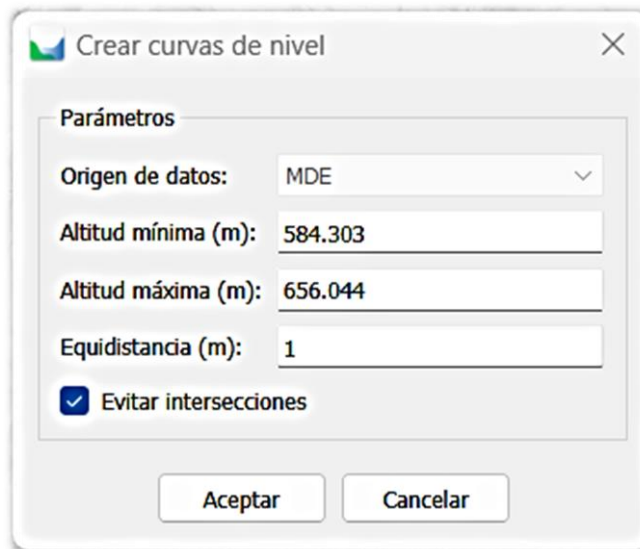 Crear curvas de nivel
Parámetros
Origen de datos: MDE
Altitud mínima (m): 584.303
Altitud máxima (m): 656.044
Equidistancia (m): 1
Evitar intersecciones
Aceptar Cancelar